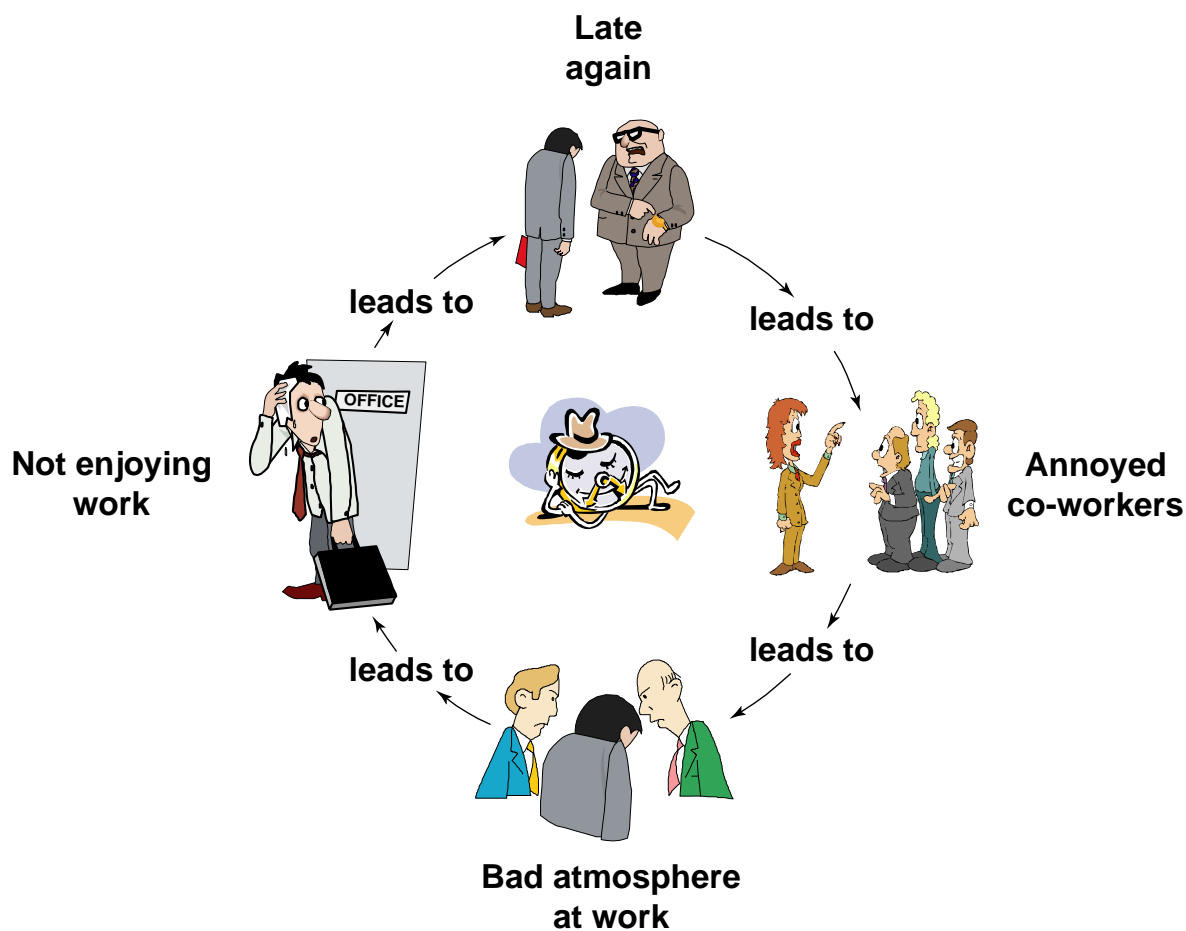 Late
again
leads to
leads to
OFFICE
Not enjoying
work
Annoyed
co-workers
leads to
leads to
Bad atmosphere
at work